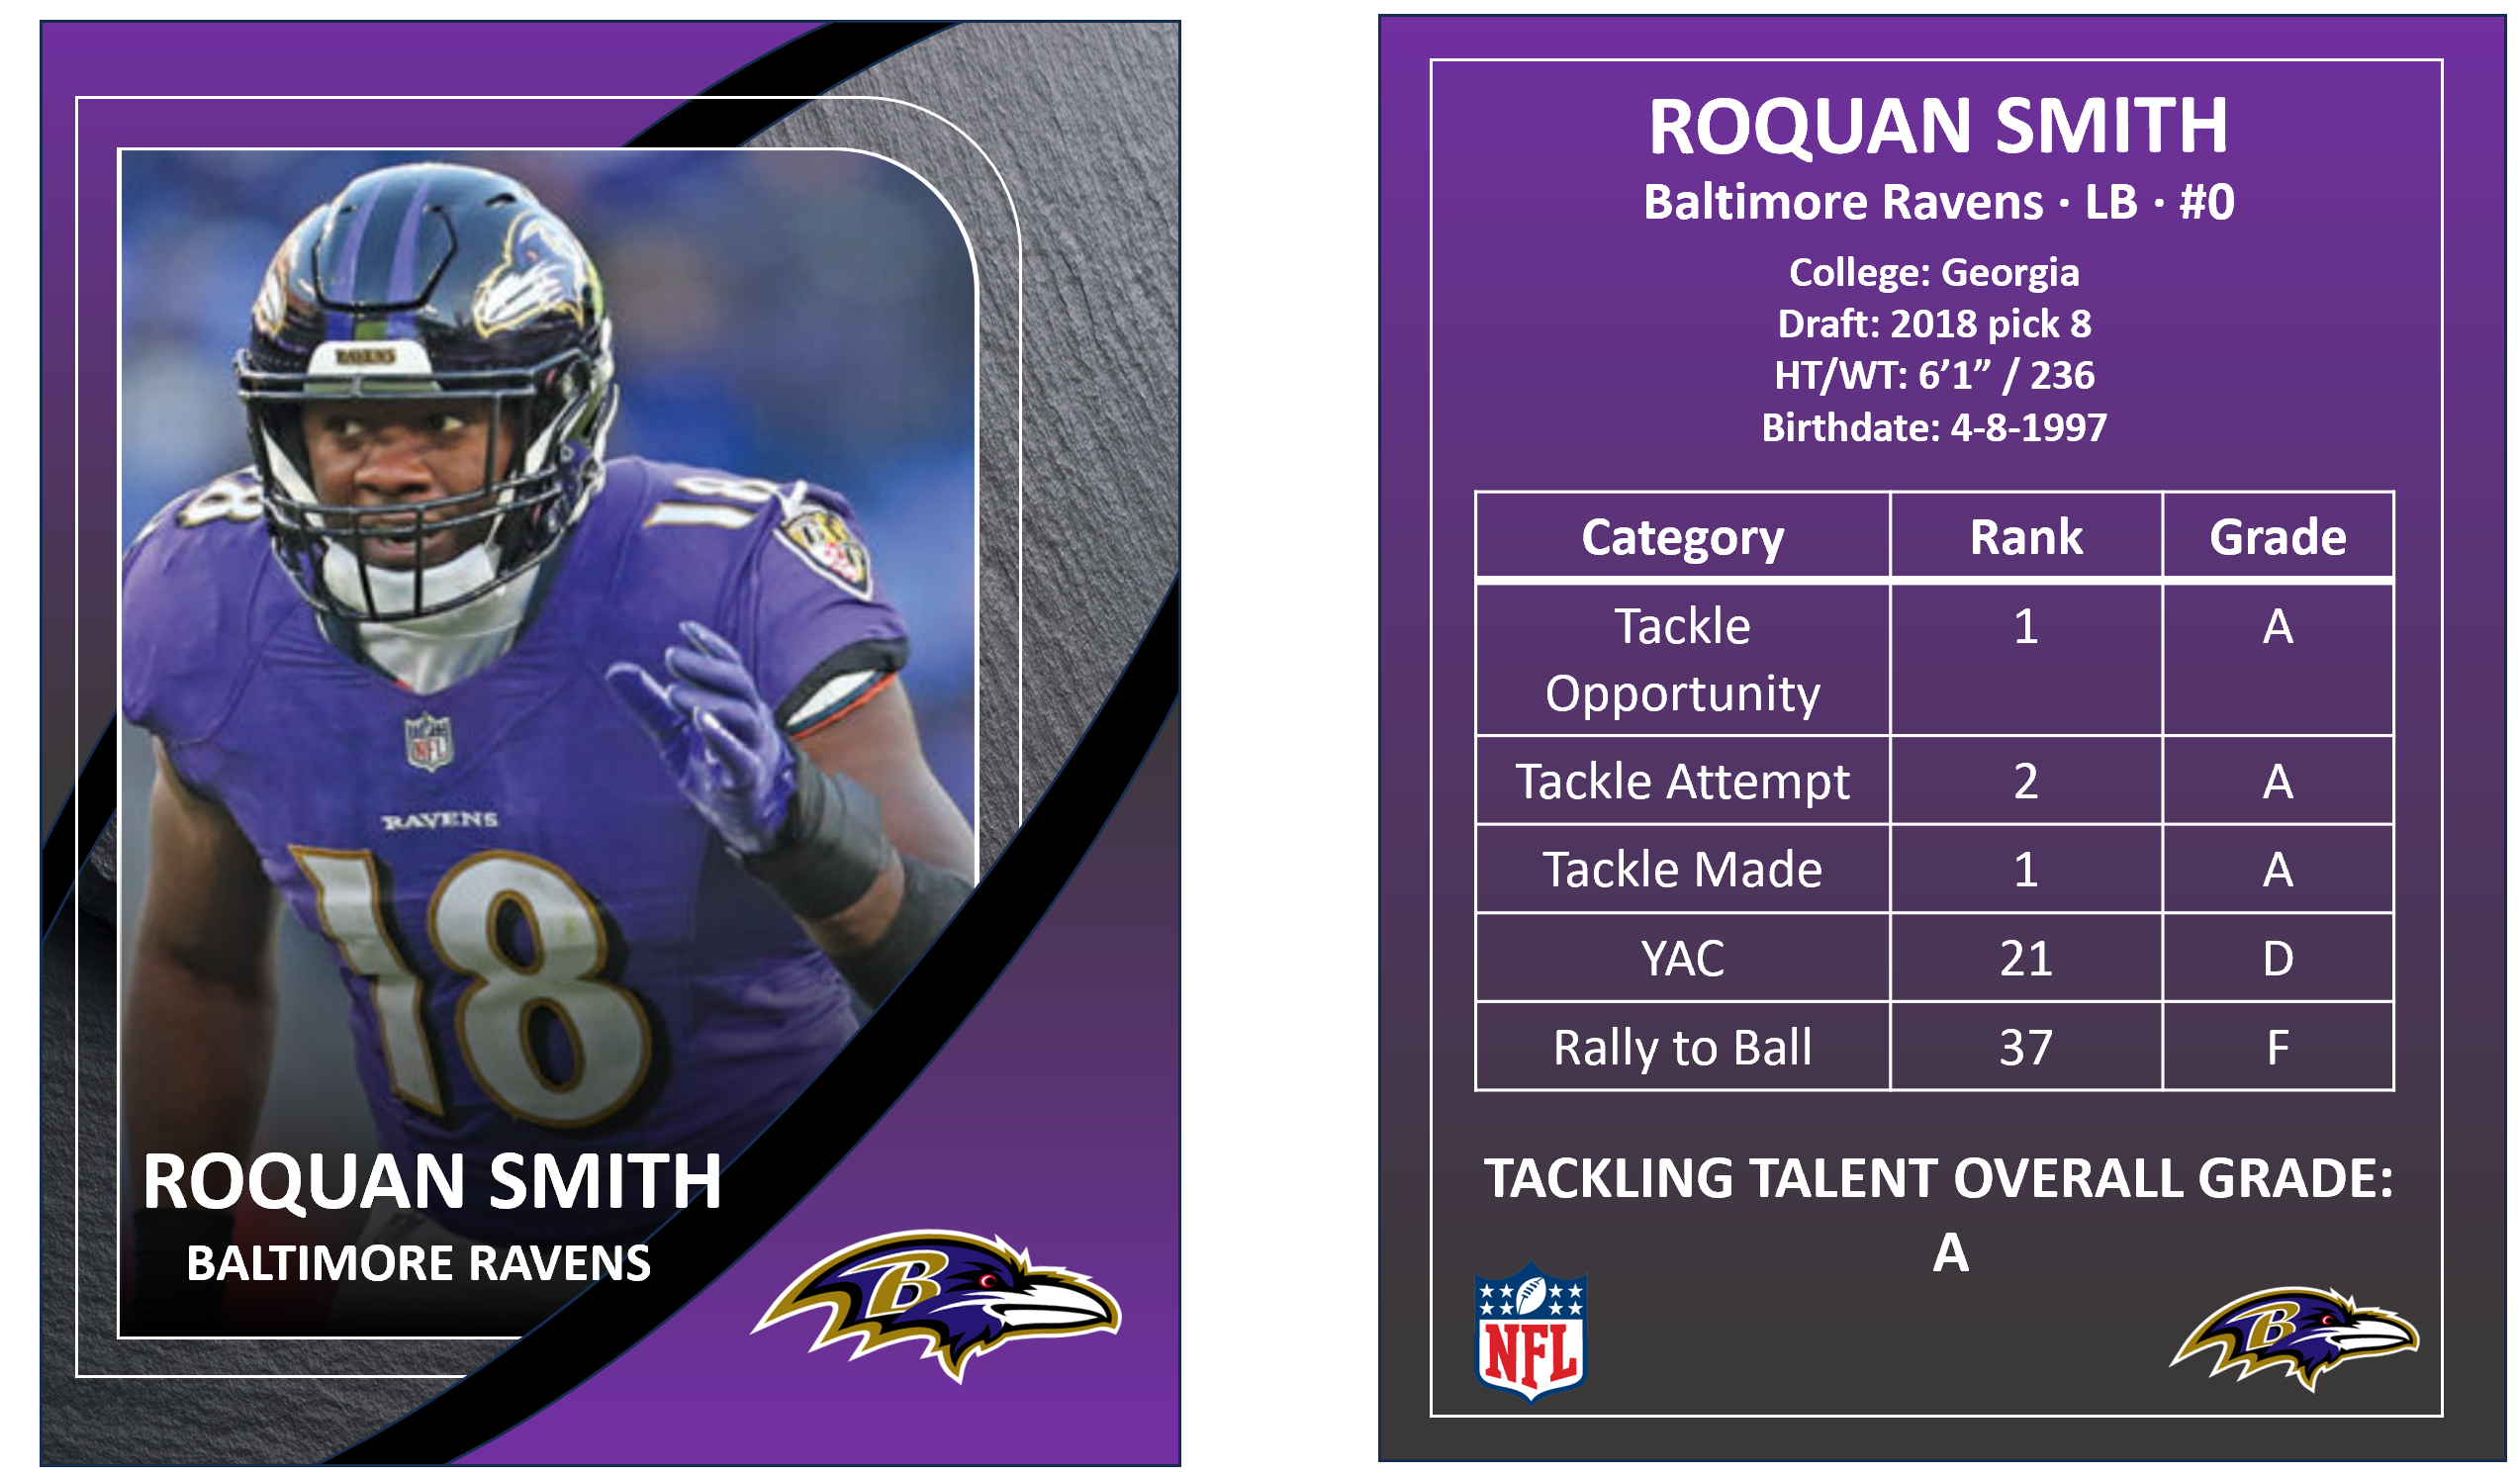 RAVENS
18
18
NFL
RAVENS
18
ROQUAN SMITH
BALTIMORE RAVENS
B
ROQUAN SMITH
Baltimore Ravens · LB · #0
College: Georgia
Draft: 2018 pick 8
HT/WT: 6’1” / 236
Birthdate: 4-8-1997
Category Rank Grade
Tackle 1 A
Opportunity
Tackle Attempt 2 A
Tackle Made 1 A
YAC 21 D
Rally to Ball 37 F
TACKLING TALENT OVERALL GRADE:
A
NFL
B